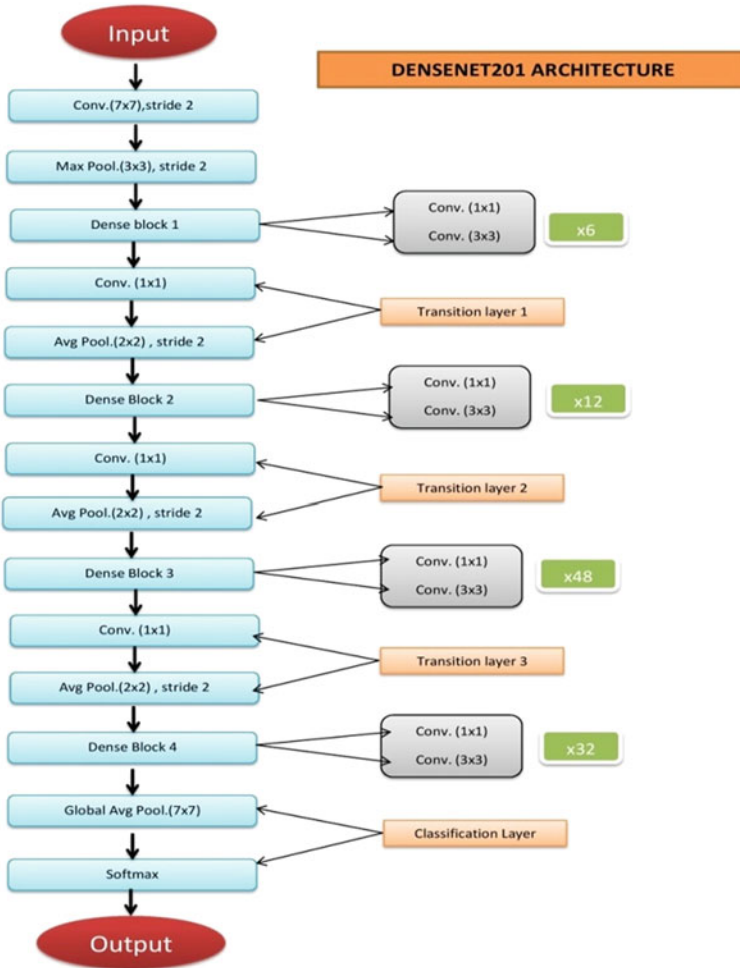 Input
DENSENET201 ARCHITECTURE
Conv.(7x7),stride 2
Max Pool.(3x3), stride 2
Dense block 1
Conv. (1x1)
Conv. (3x3)
x6
Conv. (1x1)
Transition layer 1
Avg Pool.(2x2) , stride 2
Dense Block 2
Conv. (1x1)
Conv. (3x3)
x12
Conv. (1x1)
Transition layer 2
Avg Pool.(2x2) , stride 2
Dense Block 3
Conv. (1x1)
Conv. (3x3)
x48
Conv. (1x1)
Transition layer 3
Avg Pool.(2x2) , stride 2
Dense Block 4
Conv. (1x1)
Conv. (3x3)
x32
Global Avg Pool.(7x7)
Classification Layer
Softmax
Output